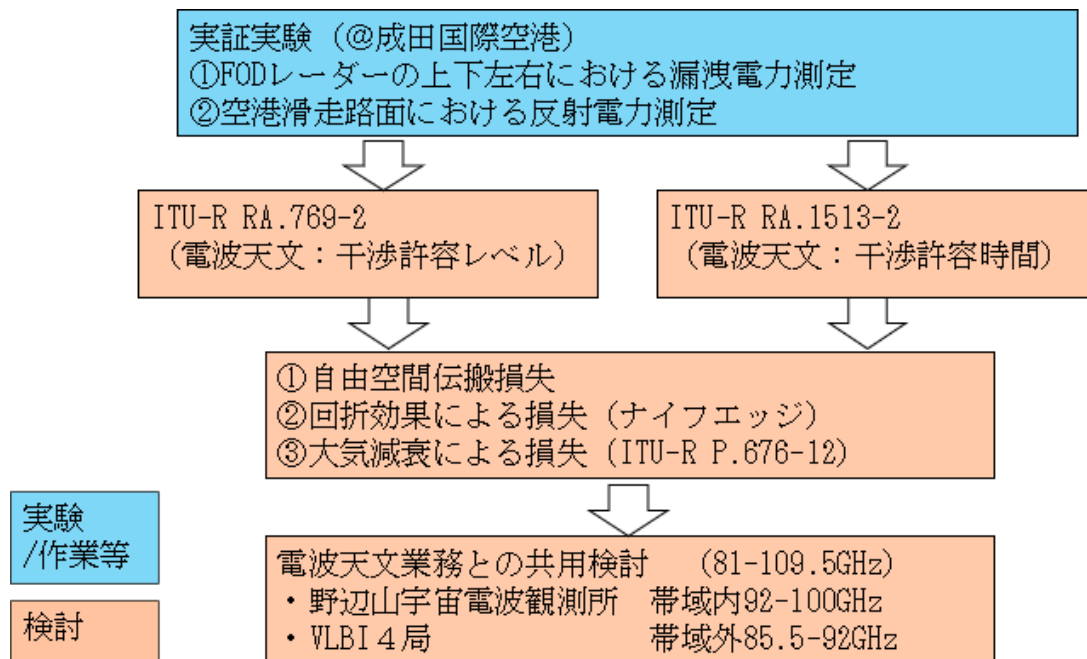 実証実験（@成田国際空港）
①FODレーダーの上下左右における漏洩電力測定
②空港滑走路面における反射電力測定
ITU-R RA.769-2
（電波天文：干渉許容レベル）
ITU-R RA.1513-2
（電波天文：干渉許容時間）
①自由空間伝搬損失
②回折効果による損失（ナイフエッジ）
③大気減衰による損失（ITU-R P.676-12）
実験
/作業等
検討
電波天文業務との共用検討　(81-109.5GHz)
・野辺山宇宙電波観測所　帯域内92-100GHz
・VLBI４局　帯域外85.5-92GHz